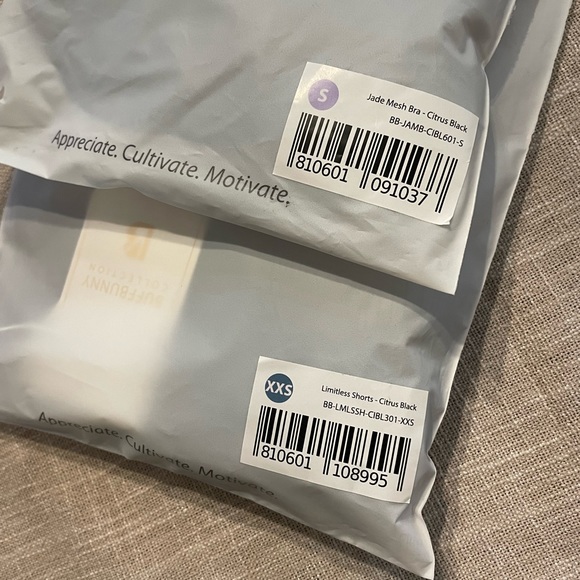 S
Jade Mesh Bra - Citrus Black
BB-JAMB-CIBL601-S
810601 091037
Appreciate. Cultivate. Motivate.
BUFFBUNNY
COLLECTION
XXS
Limitless Shorts - Citrus Black
BB-LMLSSH-CIBL301-XXS
810601 108995
Appreciate. Cultivate. Motivate.